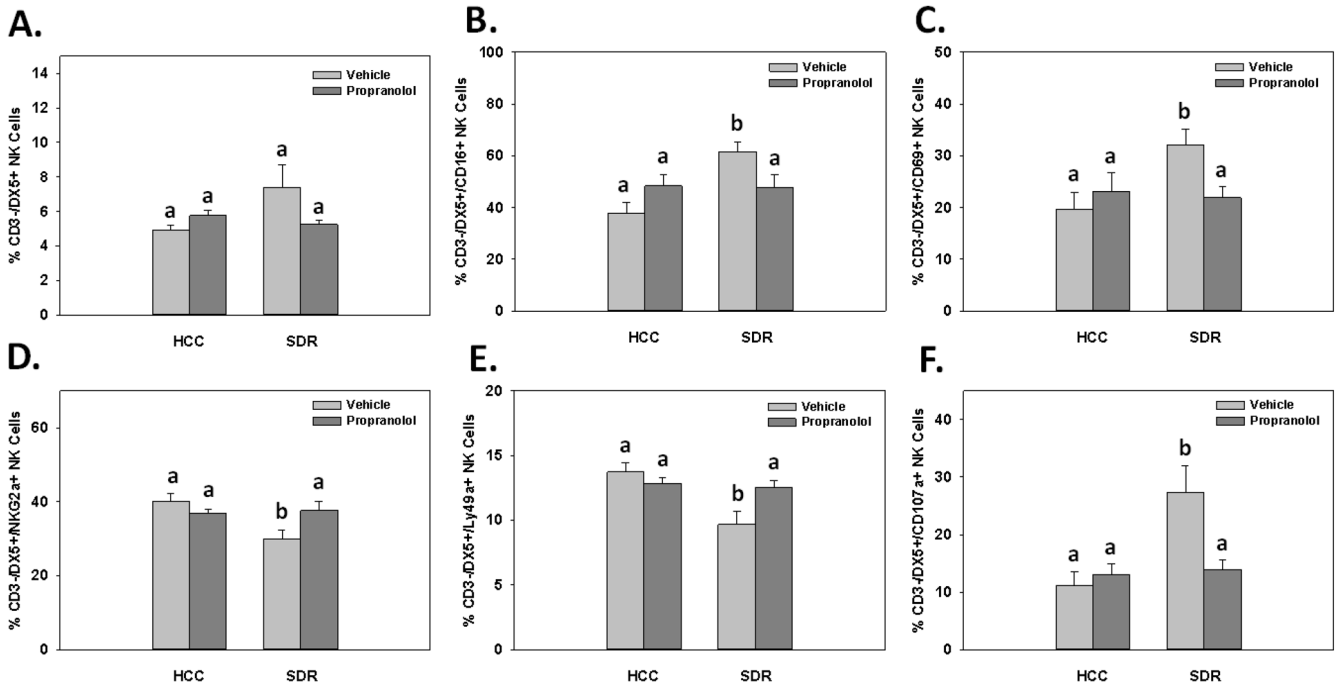 A.
% CD3-/DX5+ NK Cells
14
12
10
8
6
4
2
0
Vehicle
Propranolol
a
a
a
a
HCC
SDR
B.
% CD3-/DX5+/CD16+ NK Cells
100
80
60
40
20
0
Vehicle
Propranolol
a
a
b
a
HCC
SDR
C.
% CD3-/DX5+/CD69+ NK Cells
50
40
30
20
10
0
Vehicle
Propranolol
a
a
b
a
HCC
SDR
D.
% CD3-/DX5+/NKG2a+ NK Cells
60
40
20
0
Vehicle
Propranolol
a
a
b
a
HCC
SDR
E.
% CD3-/DX5+/Ly49a+ NK Cells
20
15
10
5
0
Vehicle
Propranolol
a
a
b
a
HCC
SDR
F.
% CD3-/DX5+/CD107a+ NK Cells
40
30
20
10
0
Vehicle
Propranolol
a
a
b
a
HCC
SDR